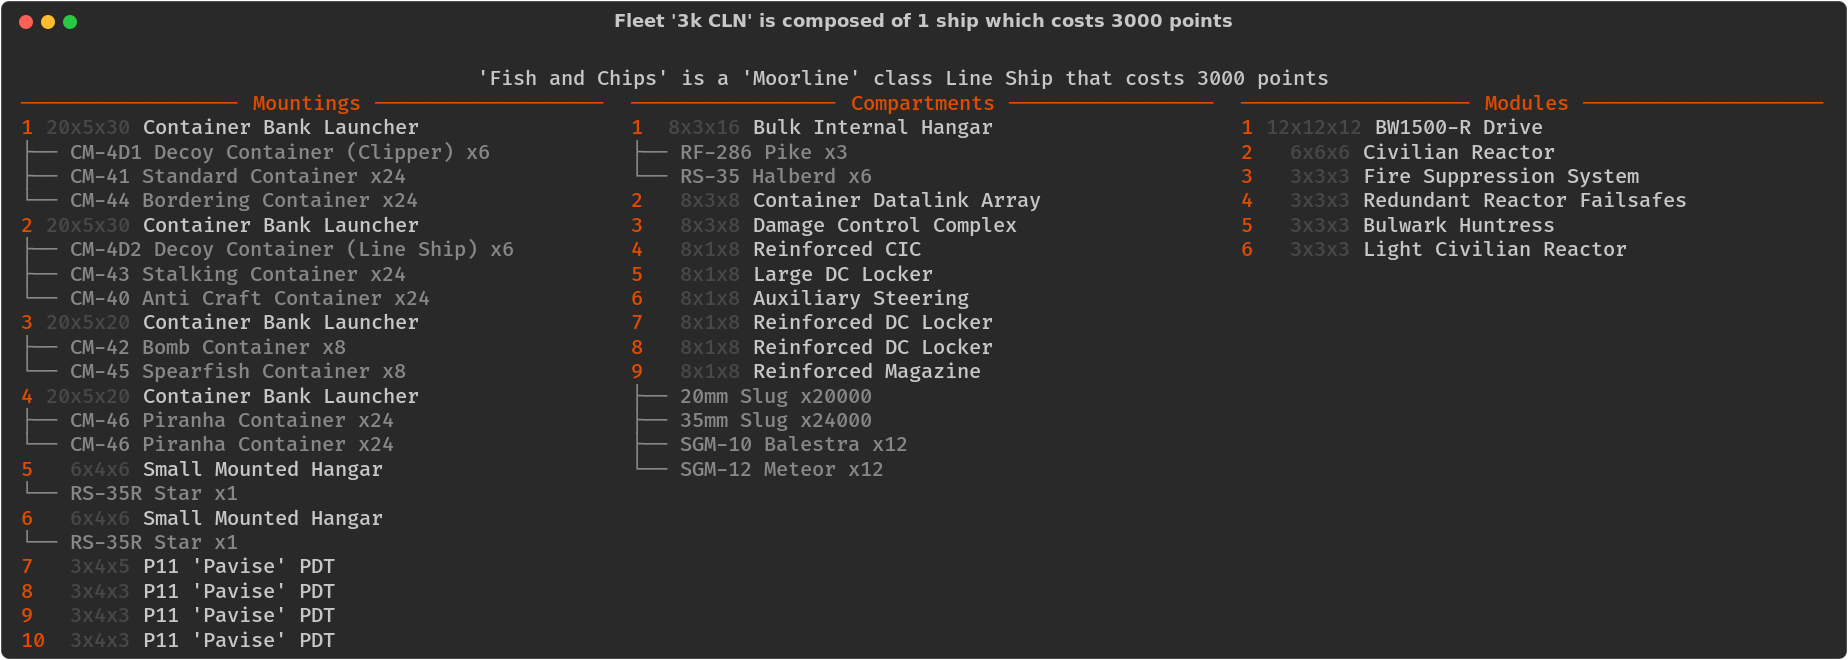 Fleet '3k CLN' is composed of 1 ship which costs 3000 points
'Fish and Chips' is a 'Moorline' class Line Ship that costs 3000 points
Mountings
1 20x5x30 Container Bank Launcher
CM-4D1 Decoy Container (Clipper) x6
CM-41 Standard Container x24
CM-44 Bordering Container x24
2 20x5x30 Container Bank Launcher
CM-4D2 Decoy Container (Line Ship) x6
CM-43 Stalking Container x24
CM-40 Anti Craft Container x24
3 20x5x20 Container Bank Launcher
CM-42 Bomb Container x8
CM-45 Spearfish Container x8
4 20x5x20 Container Bank Launcher
CM-46 Piranha Container x24
CM-46 Piranha Container x24
5 6x4x6 Small Mounted Hangar
RS-35R Star x1
6 6x4x6 Small Mounted Hangar
RS-35R Star x1
7 3x4x5 P11 'Pavise' PDT
8 3x4x3 P11 'Pavise' PDT
9 3x4x3 P11 'Pavise' PDT
10 3x4x3 P11 'Pavise' PDT
Compartments
1 8x3x16 Bulk Internal Hangar
RF-286 Pike x3
RS-35 Halberd x6
2 8x3x8 Container Datalink Array
3 8x3x8 Damage Control Complex
4 8x1x8 Reinforced CIC
5 8x1x8 Large DC Locker
6 8x1x8 Auxiliary Steering
7 8x1x8 Reinforced DC Locker
8 8x1x8 Reinforced DC Locker
9 8x1x8 Reinforced Magazine
20mm Slug x20000
35mm Slug x24000
SGM-10 Balestra x12
SGM-12 Meteor x12
Modules
1 12x12x12 BW1500-R Drive
2 6x6x6 Civilian Reactor
3 3x3x3 Fire Suppression System
4 3x3x3 Redundant Reactor Failsafes
5 3x3x3 Bulwark Huntress
6 3x3x3 Light Civilian Reactor